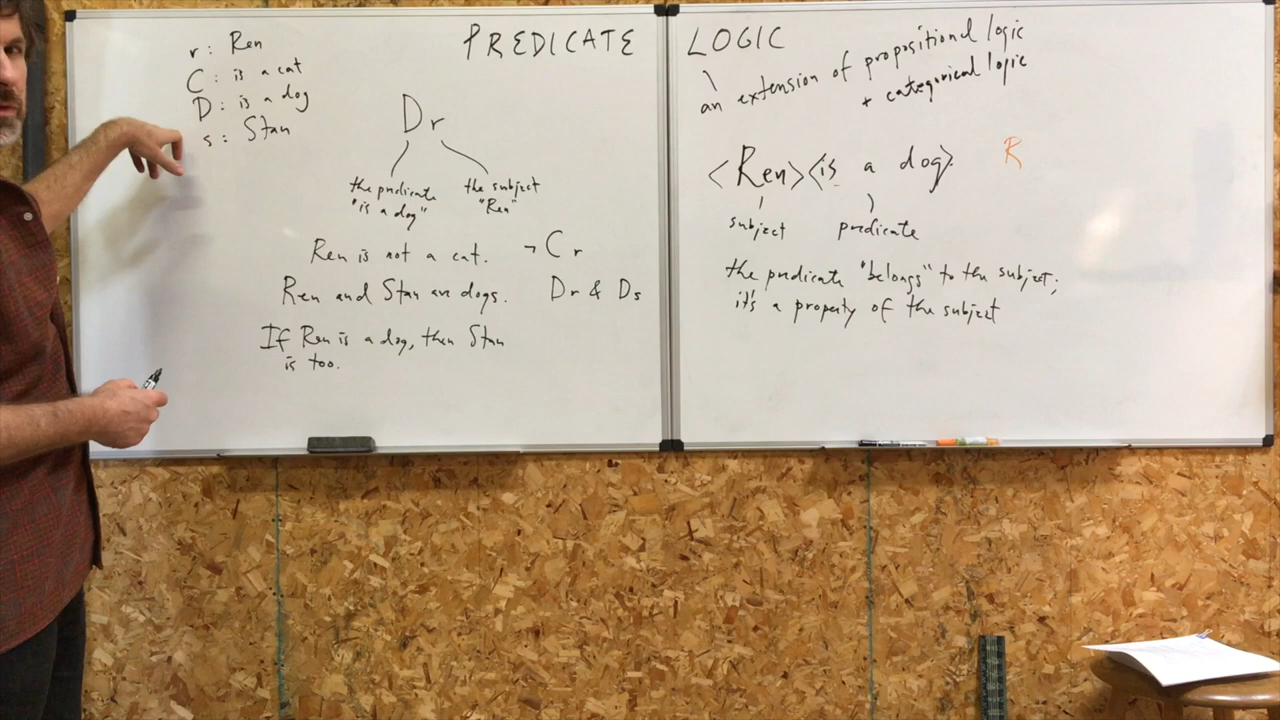 PREDICATE LOGIC
r: Ren
C: is a cat
D: is a dog
s: Stan
Dr
the predicate "is a dog"
the subject "Ren"
Ren is not a cat. ¬Cr
Ren and Stan are dogs. Dr & Ds
If Ren is a dog, then Stan
is too.
an extension of propositional logic
+ categorical logic
<Ren><is a dog>. R
subject predicate
the predicate "belongs" to the subject;
it's a property of the subject